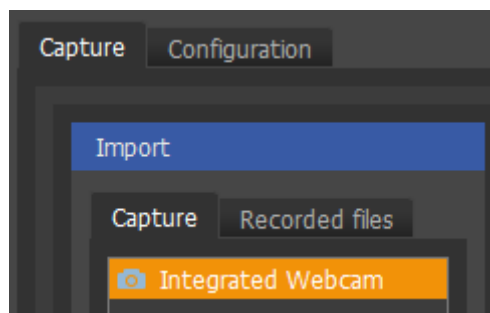 Capture Configuration
Import
Capture Recorded files
Integrated Webcam